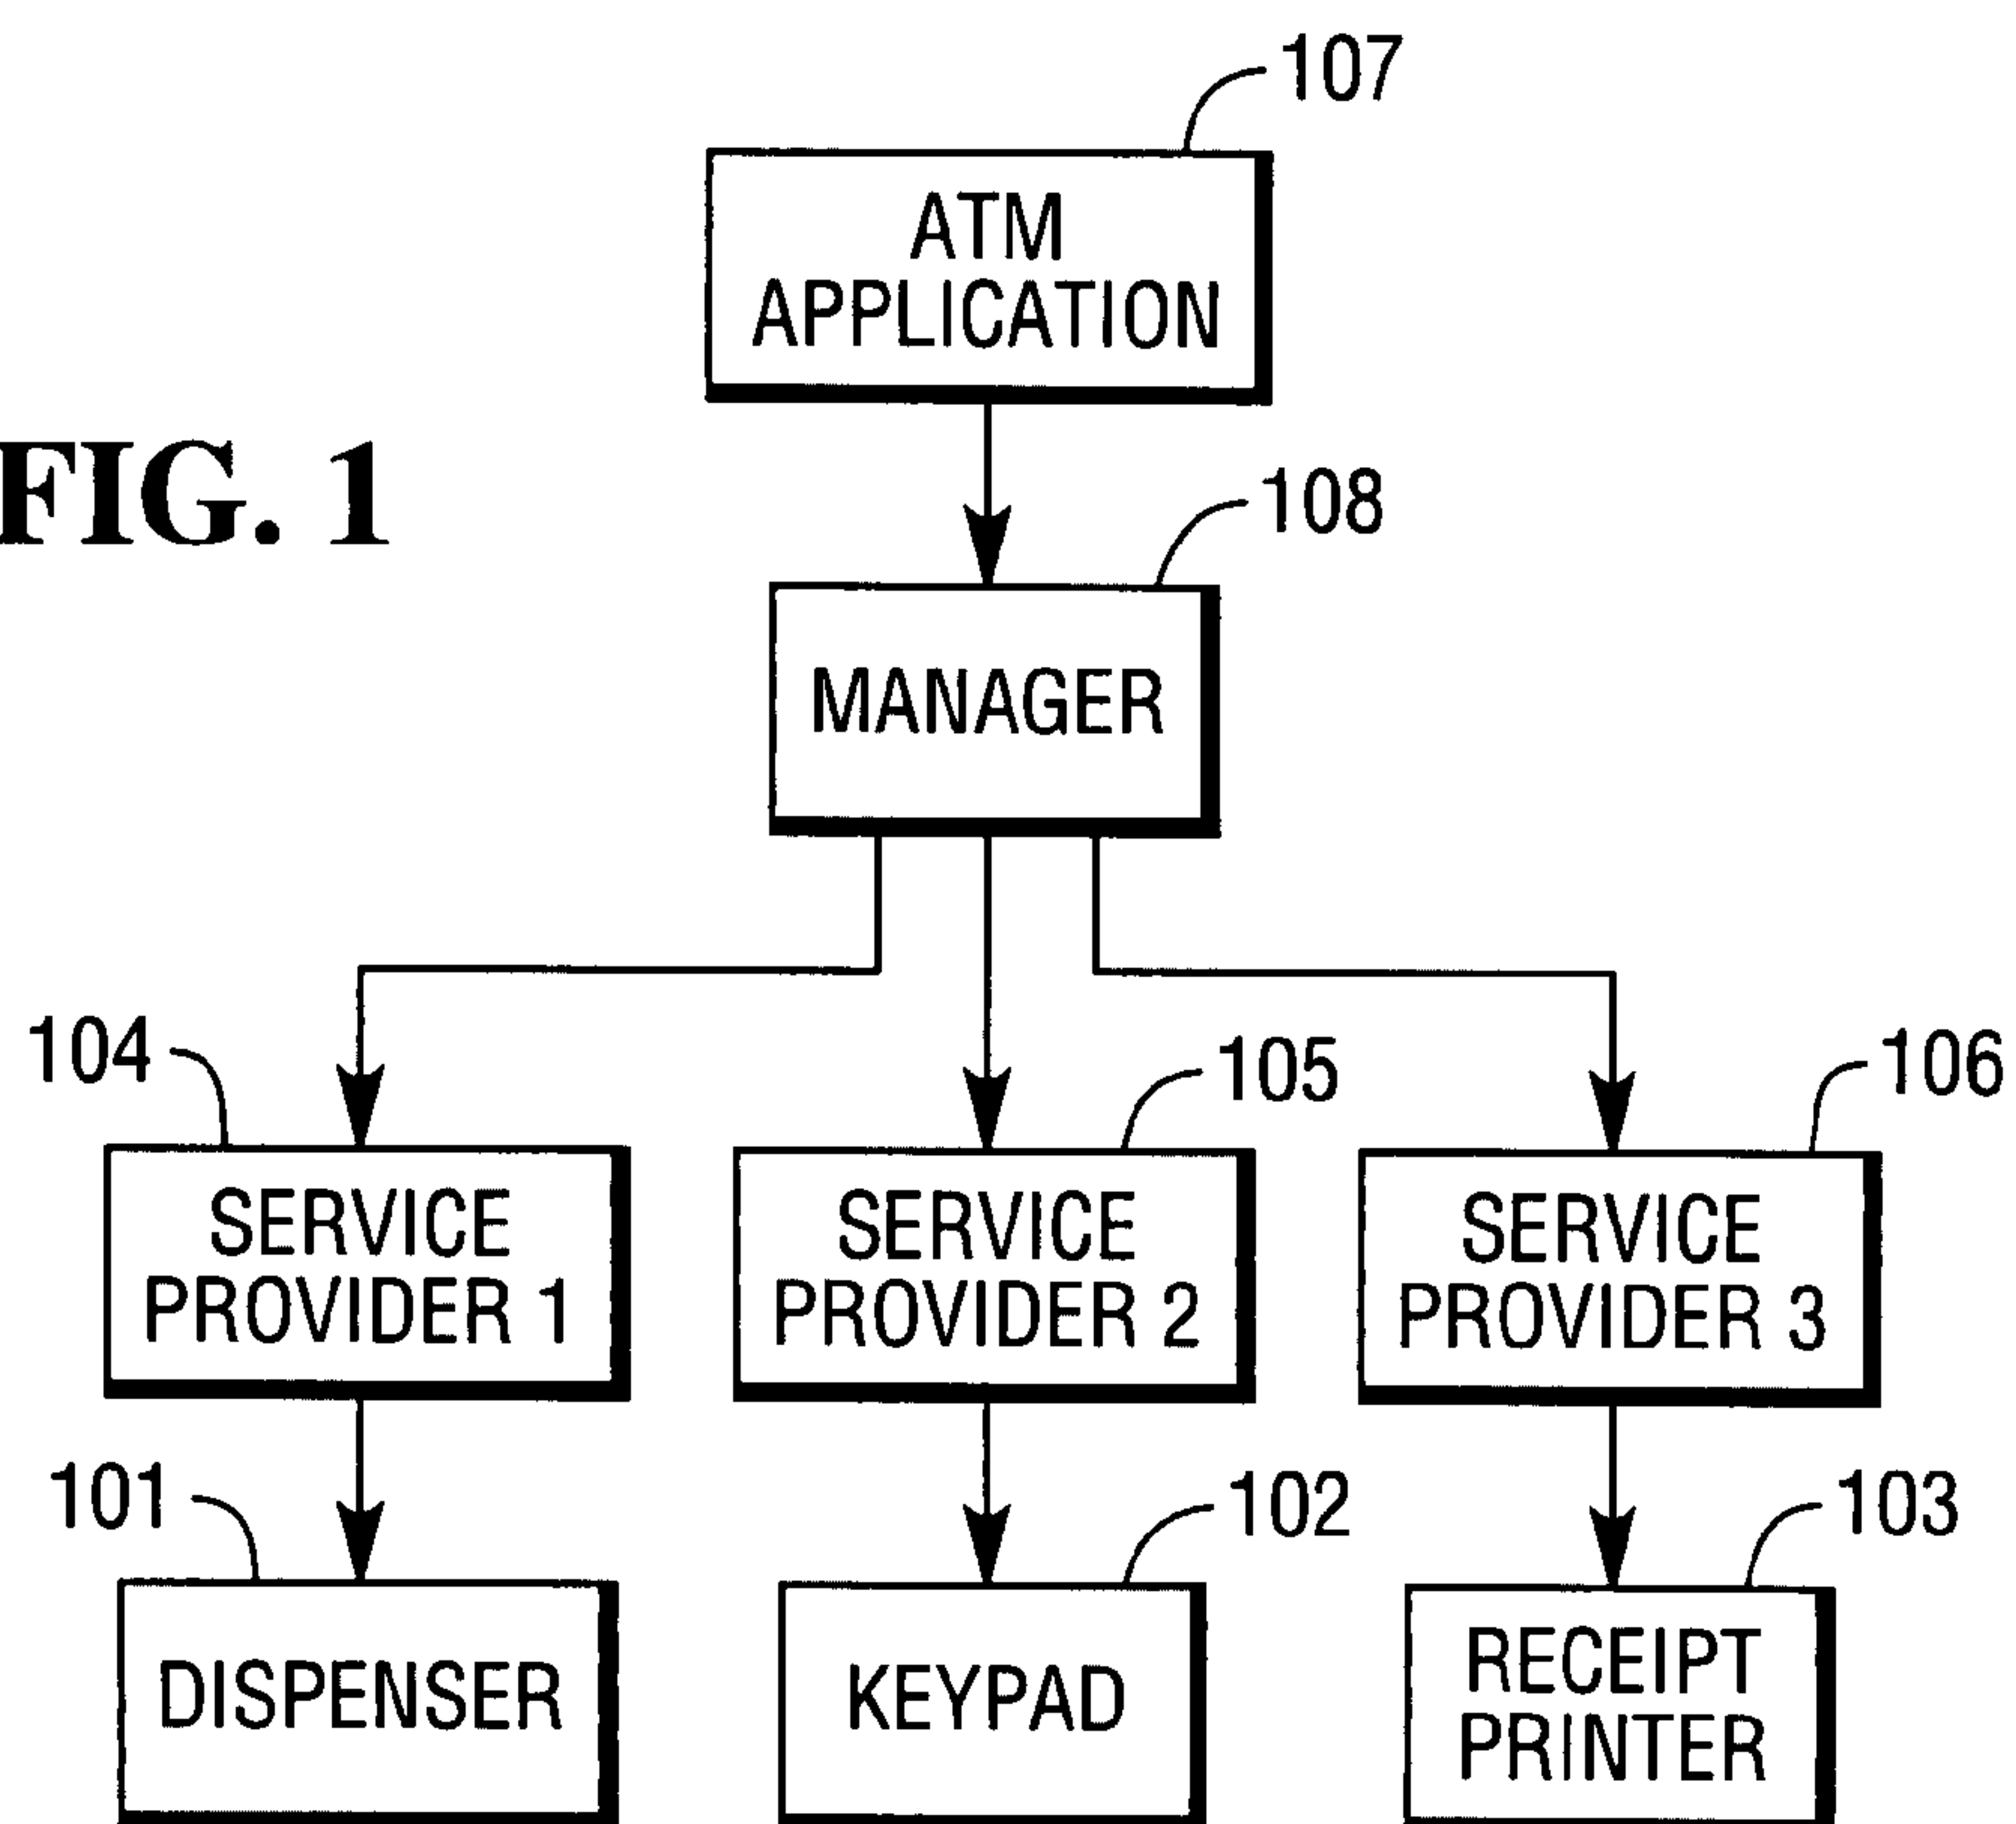 107
ATM
APPLICATION
FIG. 1
108
MANAGER
104
105
106
SERVICE
PROVIDER 1
SERVICE
PROVIDER 2
SERVICE
PROVIDER 3
101
102
103
DISPENSER
KEYPAD
RECEIPT
PRINTER